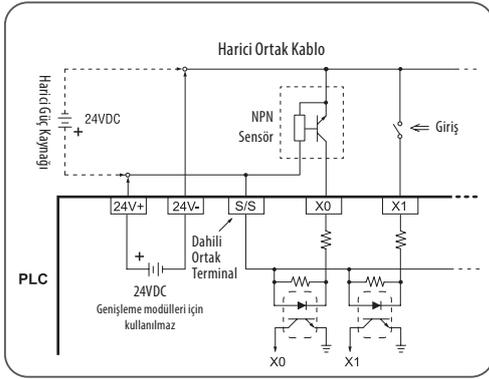 Harici Ortak Kablo
Harici Güç Kaynağı
24VDC
+
NPN
Sensör
Giriş
24V+
24V-
S/S
X0
X1
+
Dahili
Ortak
Terminal
PLC
24VDC
Genişleme modülleri için
kullanılmaz
X0
X1